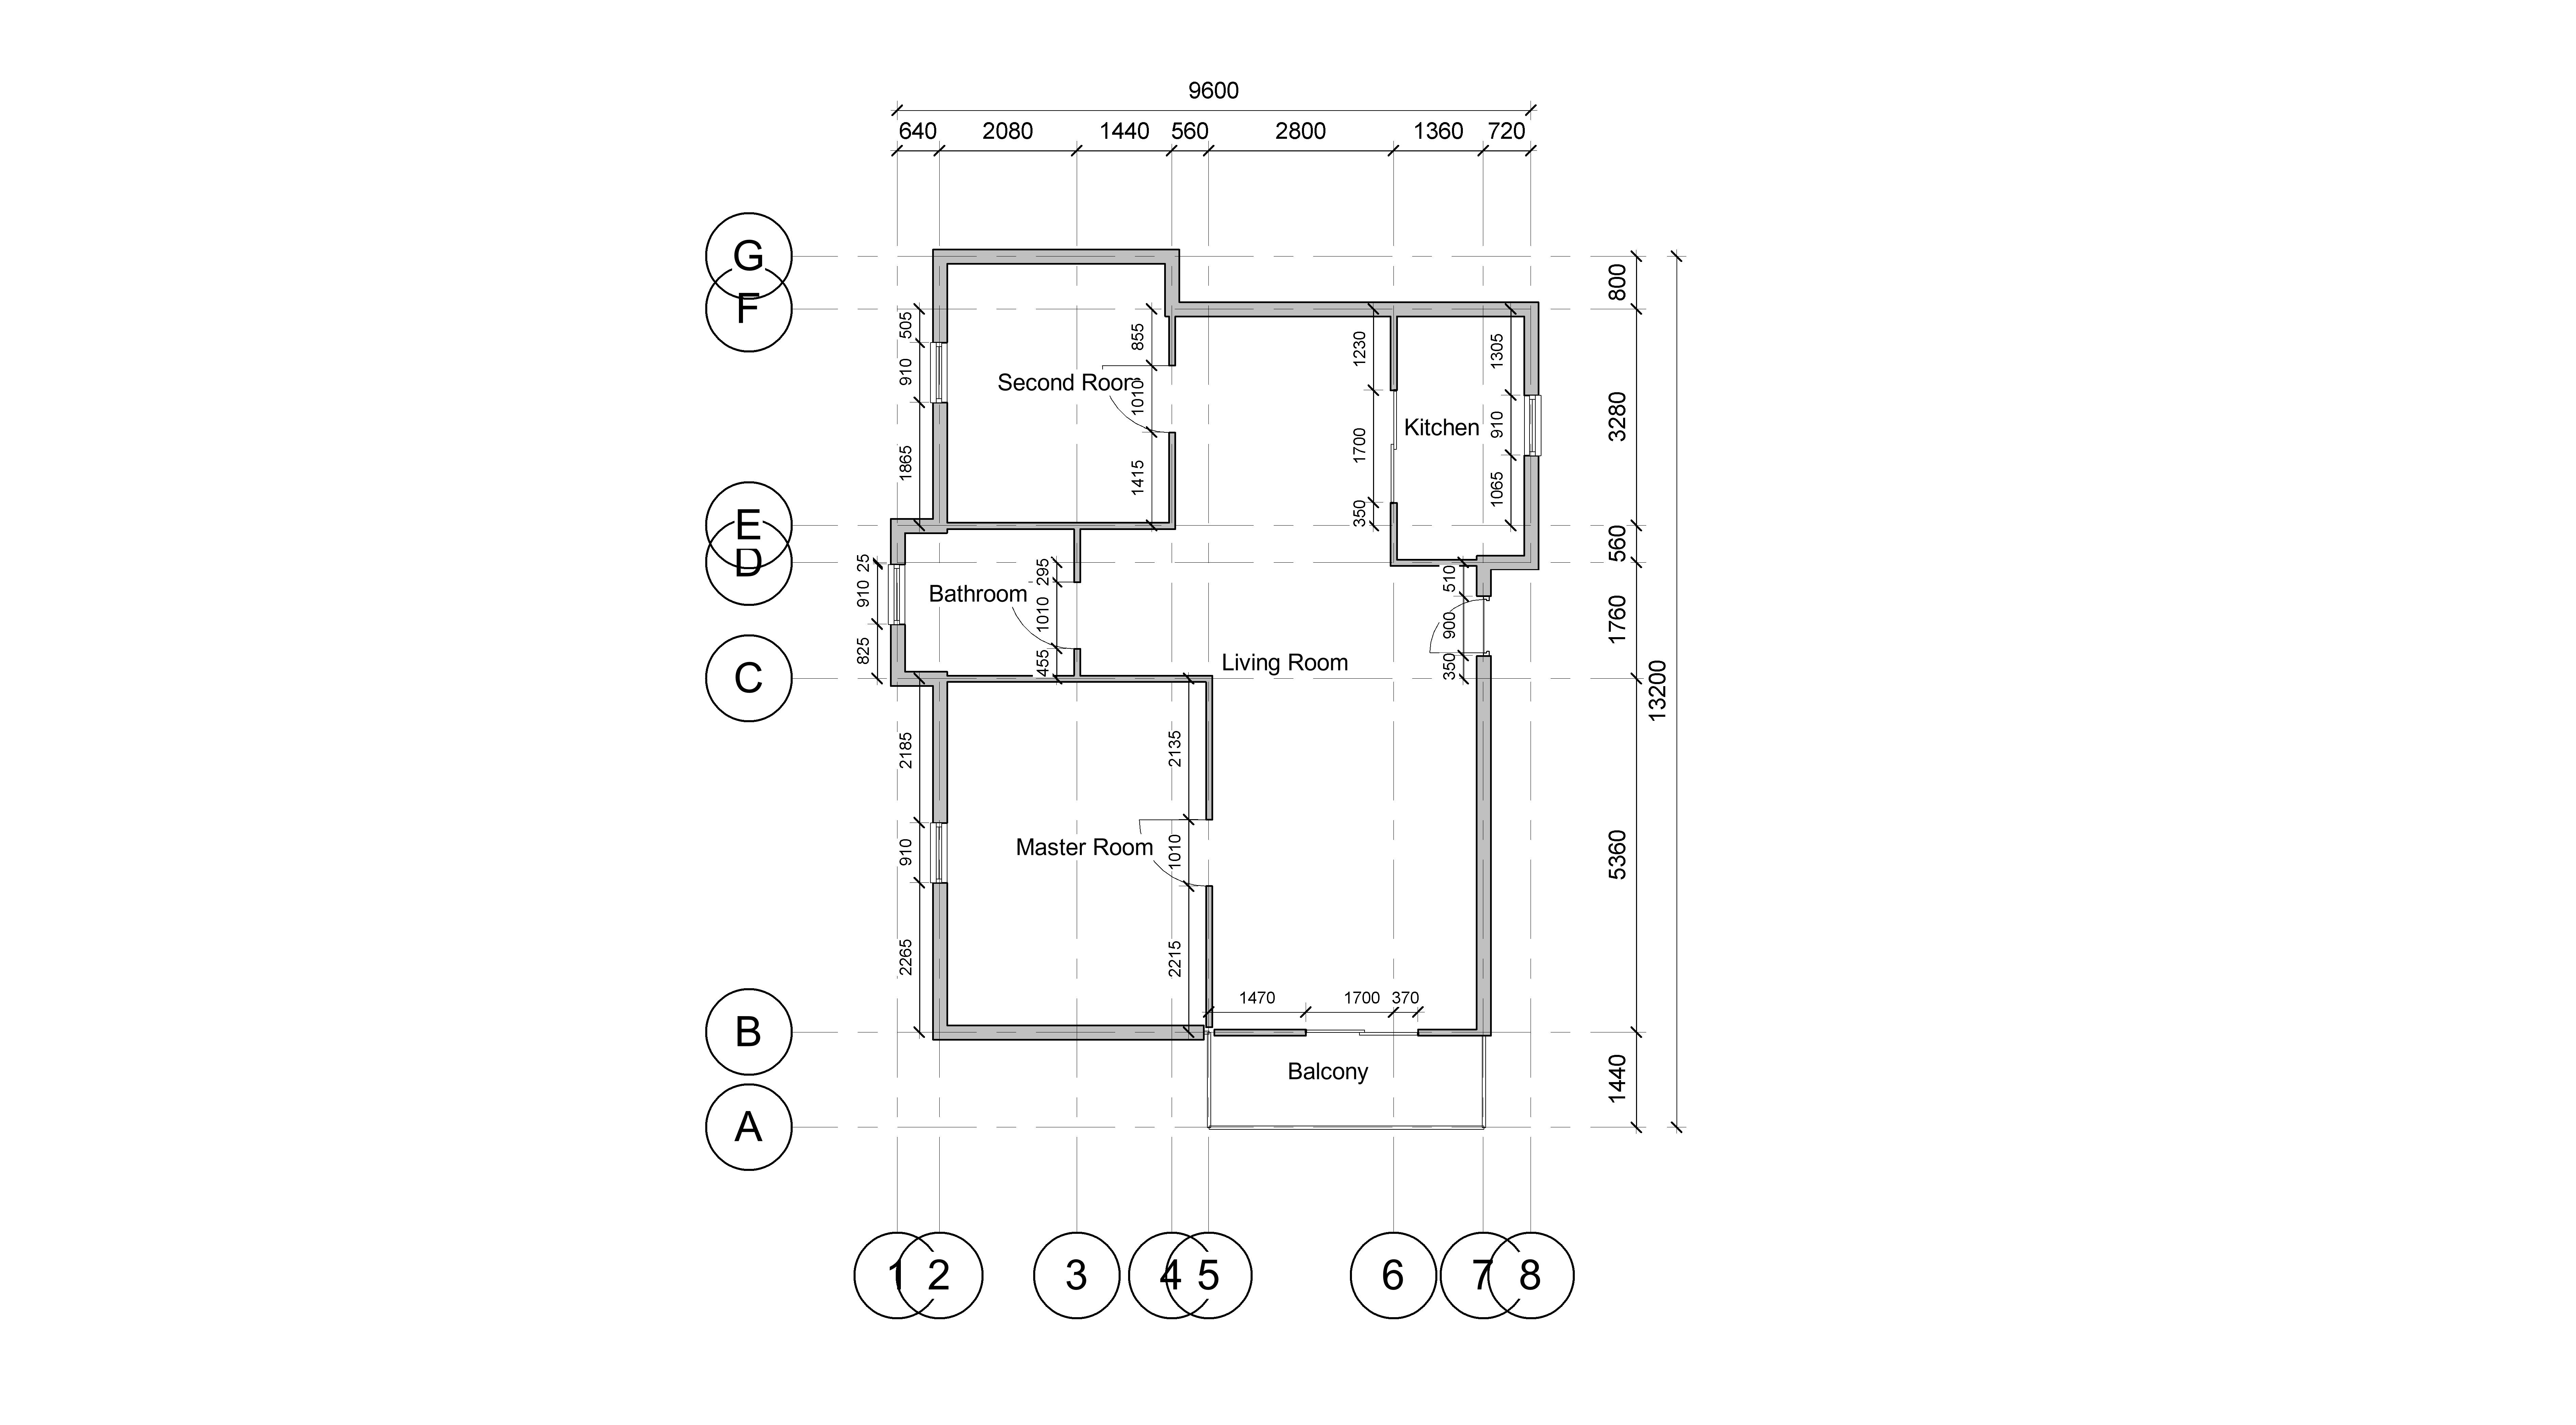 9600
640 2080 1440 560 2800 1360 720
G
800
F
505
855
1230
1305
910
Second Room
1010
3280
Kitchen
910
1700
1865
1415
1065
350
E
560
D
25
295
510
910
Bathroom
1010
900
1760
825
455
350
Living Room
C
13200
2185
2135
910
Master Room
1010
5360
2265
2215
1470 1700 370
B
Balcony
1440
A
1 2 3 4 5 6 7 8